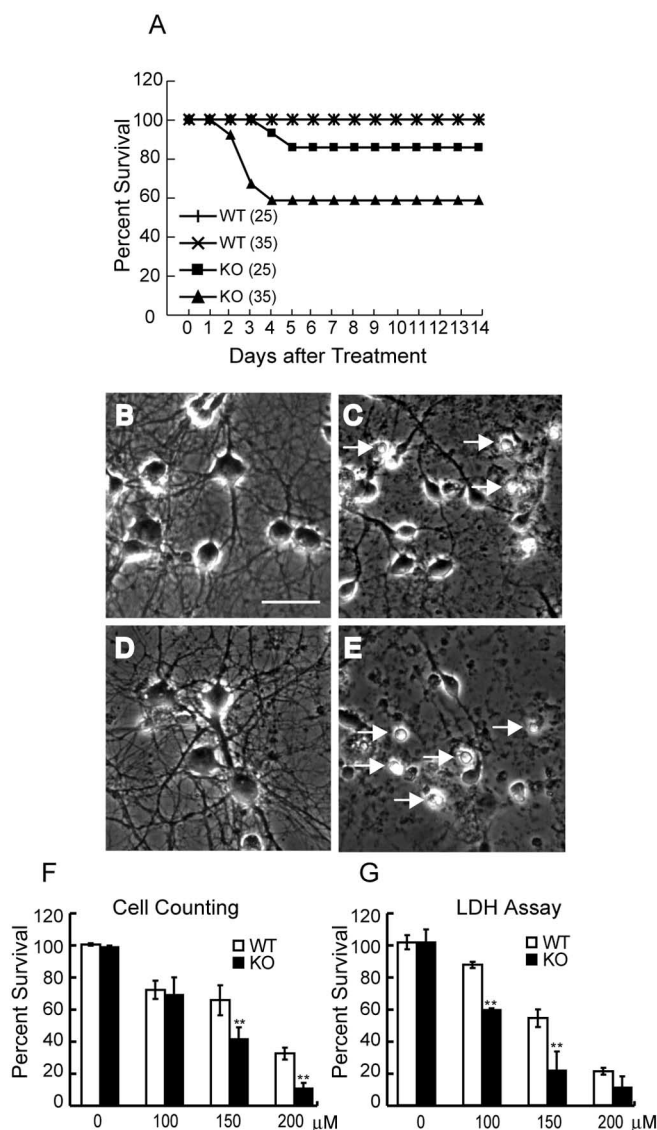 A
120
100
80
60
40
20
0
Percent Survival
WT (25)
WT (35)
KO (25)
KO (35)
0 1 2 3 4 5 6 7 8 9 10 11 12 13 14
Days after Treatment
B
C
D
E
F
Cell Counting
120
100
80
60
40
20
0
Percent Survival
WT
KO
**
**
0 100 150 200 µM
G
LDH Assay
120
100
80
60
40
20
0
Percent Survival
WT
KO
**
**
0 100 150 200 µM